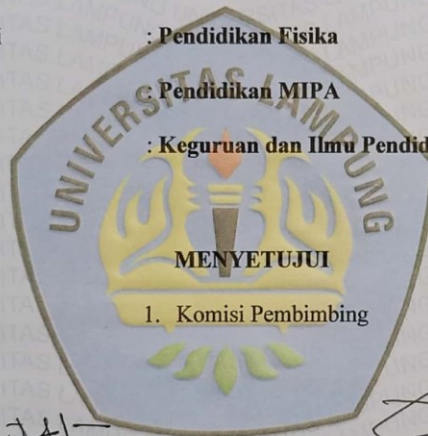 i : Pendidikan Fisika
: Pendidikan MIPA
: Keguruan dan Ilmu Pendid
UNIVERSITAS LAMPUNG
MENYETUJUI
1. Komisi Pembimbing